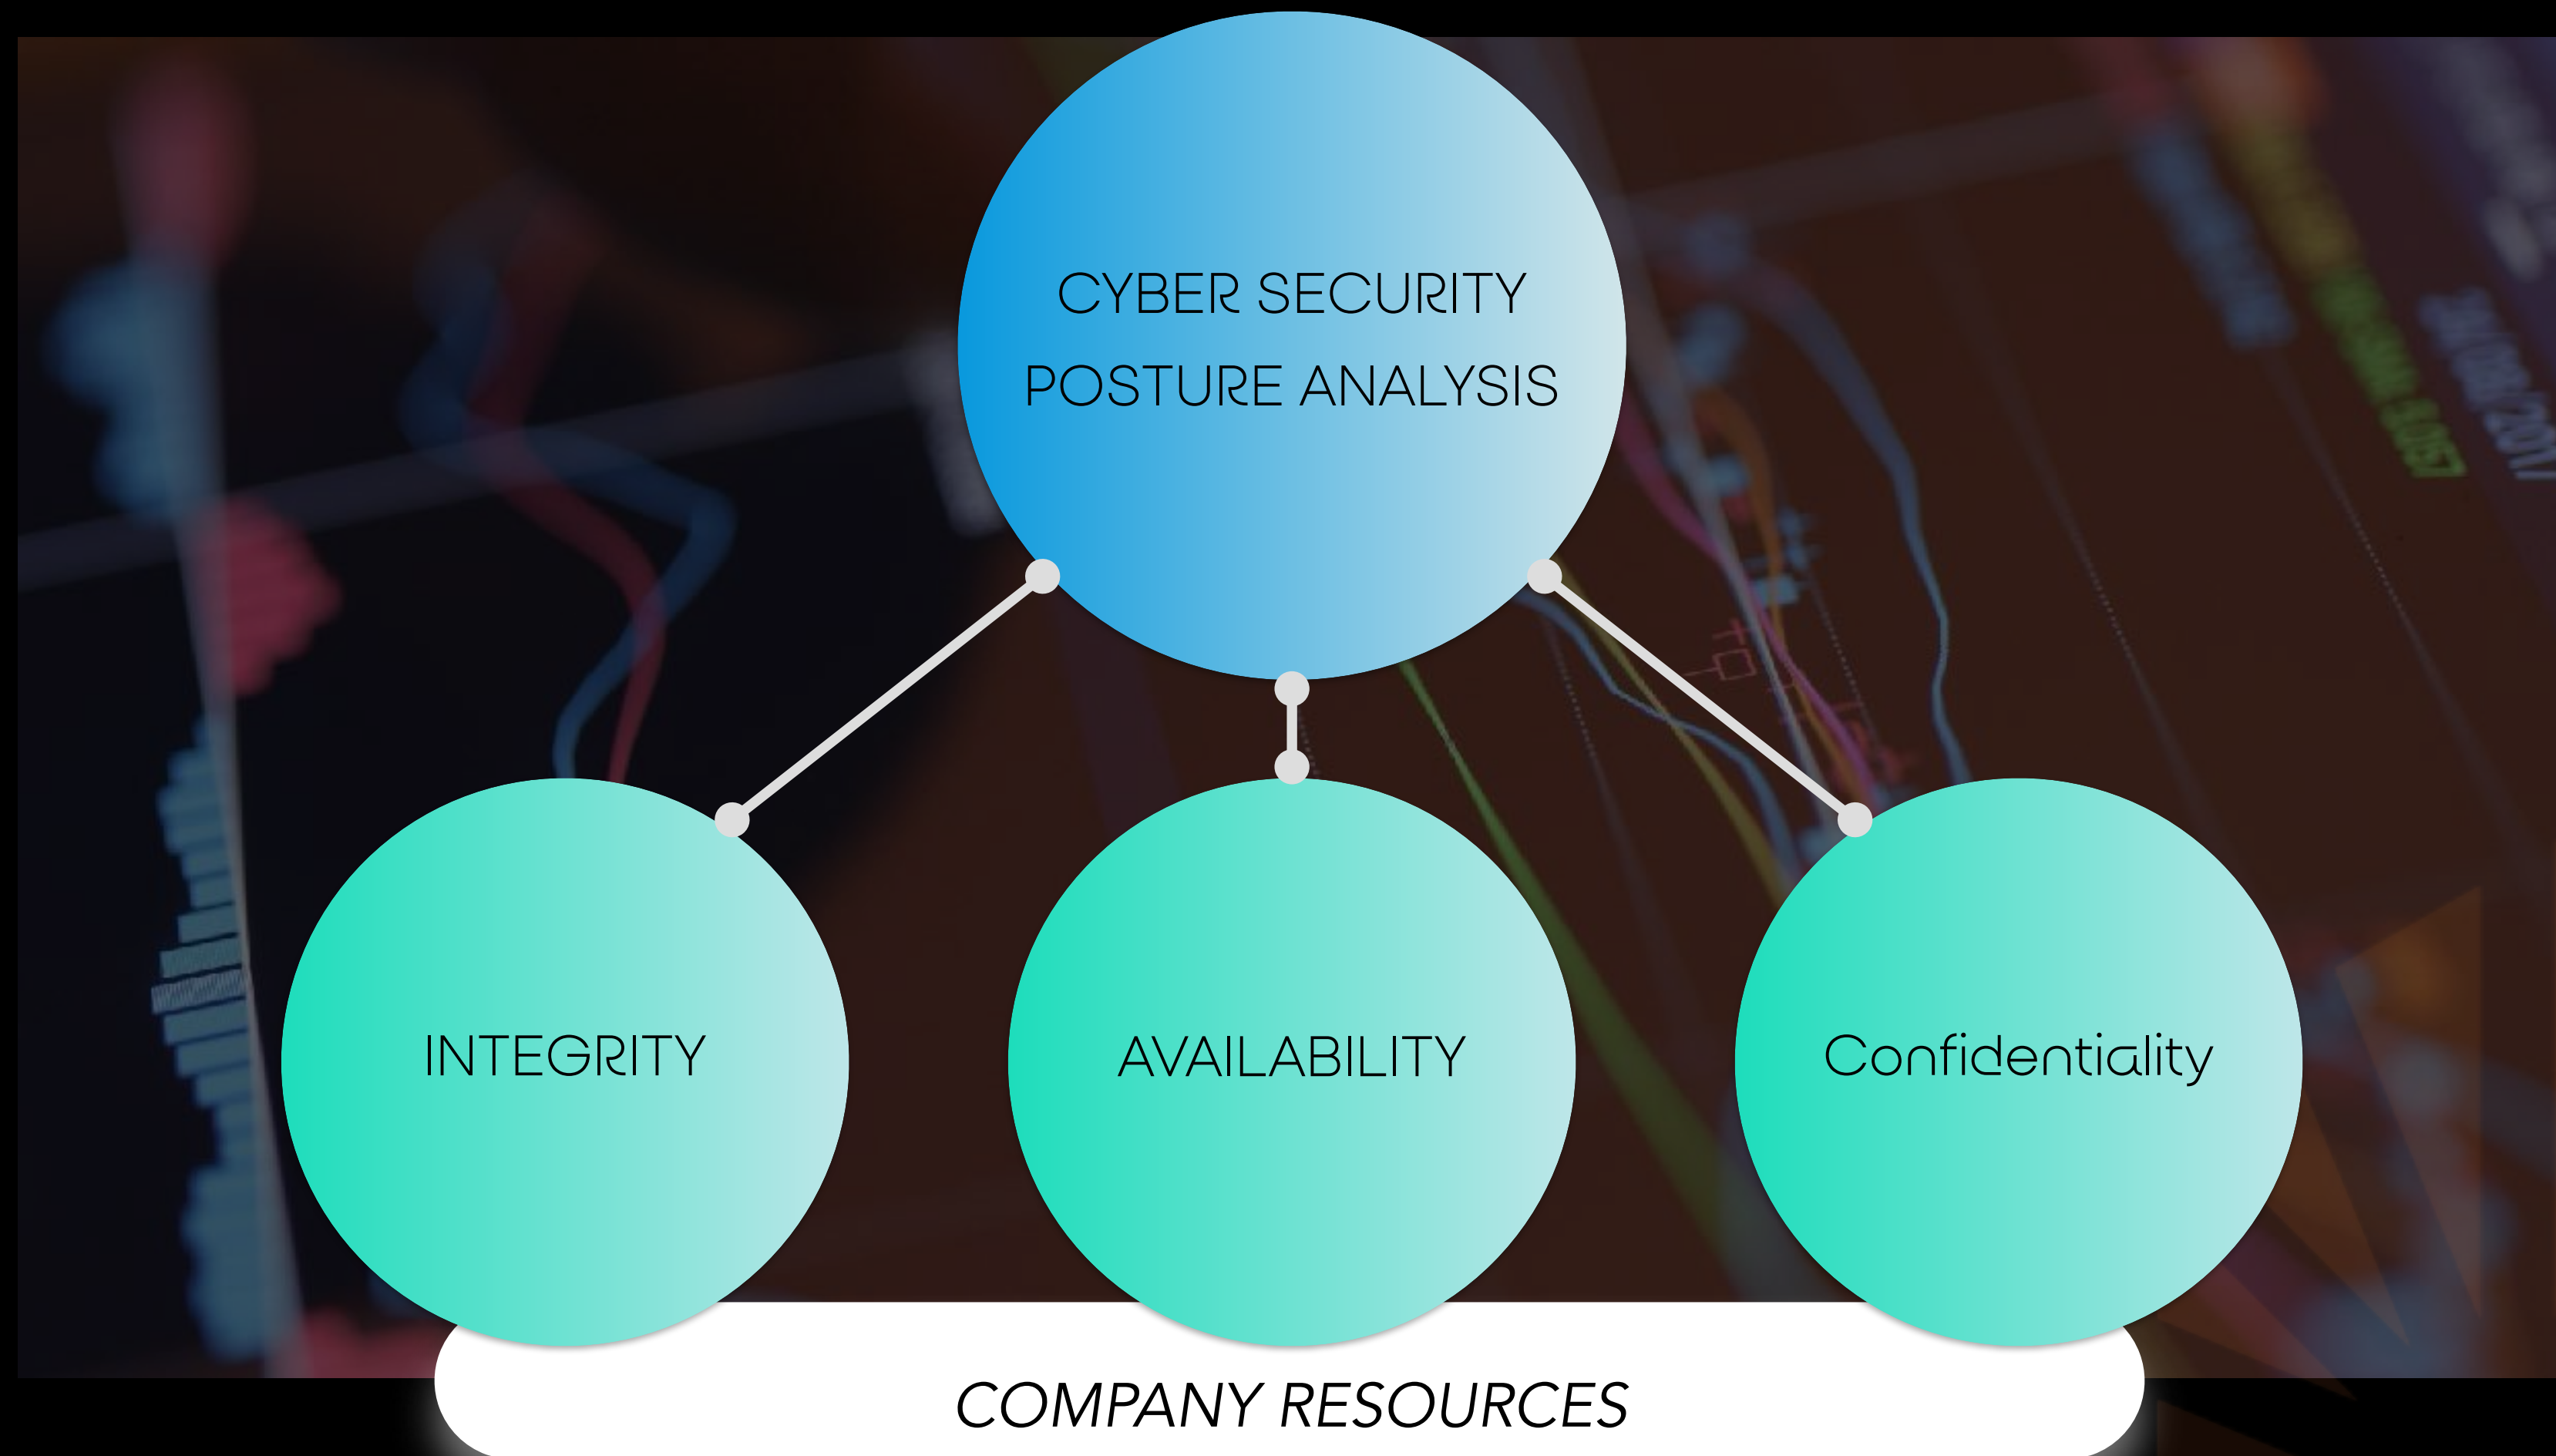 CYBER SECURITY
POSTURE ANALYSIS
INTEGRITY
AVAILABILITY
Confidentiality
COMPANY RESOURCES